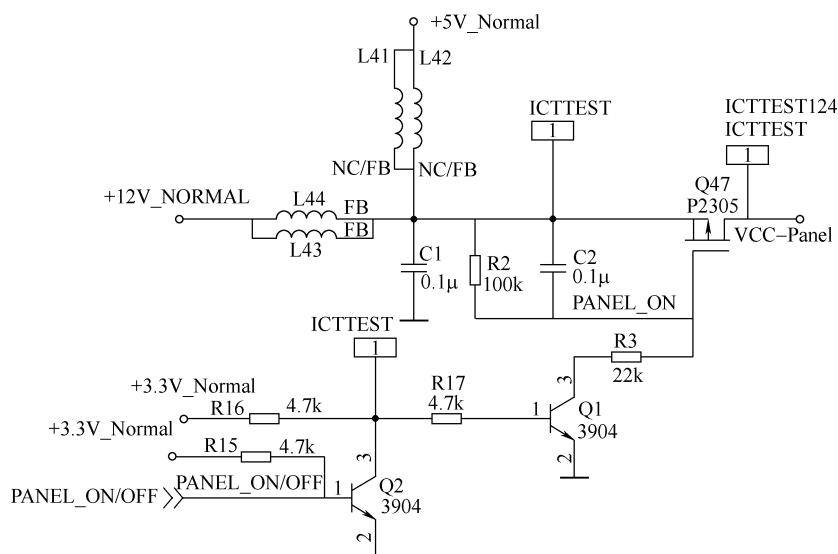 +5V_Normal
L41
L42
ICTTEST
1
ICTTEST124
ICTTEST
1
NC/FB
NC/FB
Q47
P2305
+12V_NORMAL
L44
FB
FB
L43
VCC-Panel
C1
0.1μ
R2
100k
C2
0.1μ
PANEL_ON
ICTTEST
1
R3
22k
+3.3V_Normal
R16
4.7k
R17
4.7k
3
1
Q1
3904
2
+3.3V_Normal
R15
4.7k
3
PANEL_ON/OFF
PANEL_ON/OFF
1
Q2
3904
2